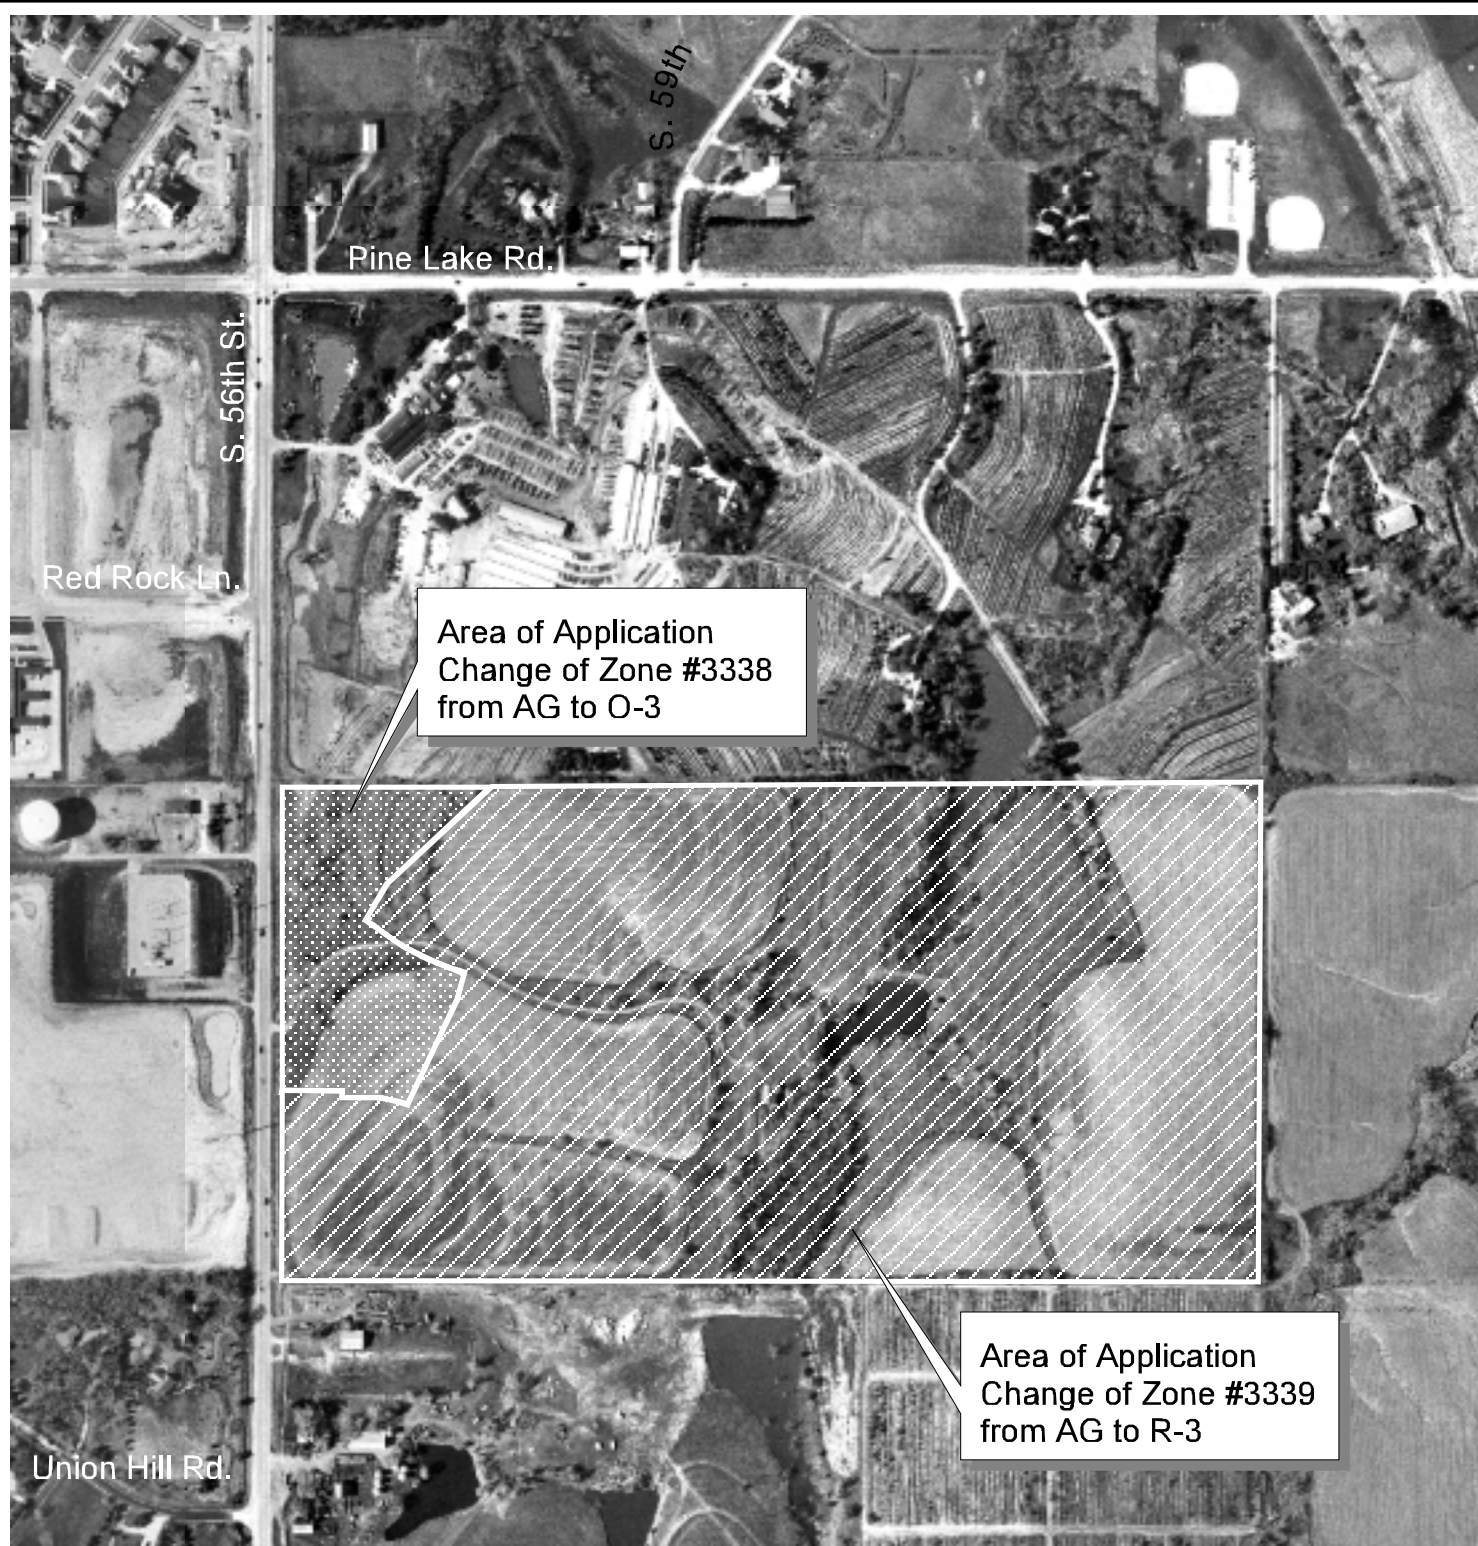 S. 59th
Pine Lake Rd.
S. 56th St.
Red Rock Ln.
Area of Application
Change of Zone #3338
from AG to O-3
Area of Application
Change of Zone #3339
from AG to R-3
Union Hill Rd.